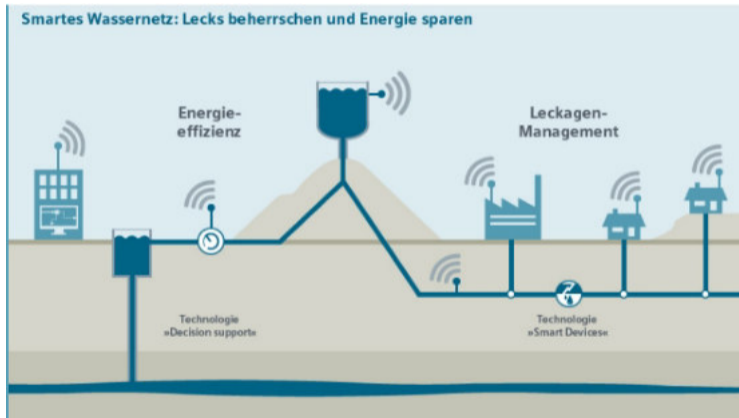 Smartes Wassernetz: Lecks beherrschen und Energie sparen
Energie-
effizienz
Leckagen-
Management
Technologie
»Decision support«
Technologie
»Smart Devices«